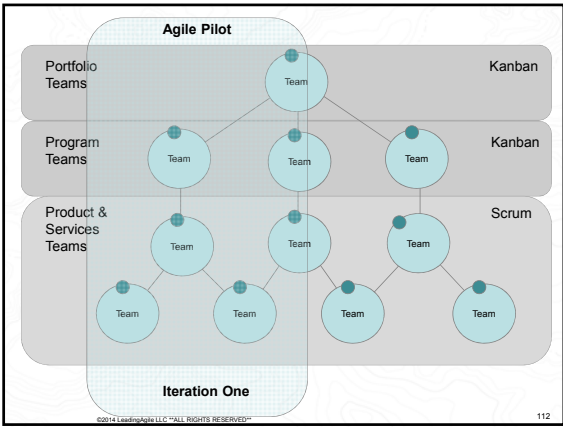 Agile Pilot
Portfolio
Teams
Kanban
Team
Program
Teams
Kanban
Team
Team
Team
Product &
Services
Teams
Scrum
Team
Team
Team
Team
Team
Team
Team
Iteration One
©2014 LeadingAgile LLC **ALL RIGHTS RESERVED**
112